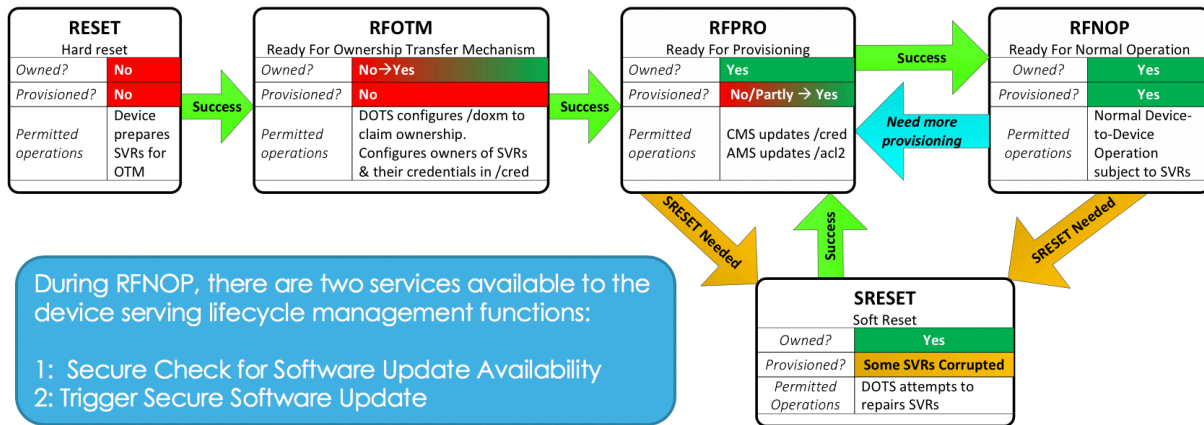 RESET
Hard reset
Owned? No
Provisioned? No
Permitted operations
Device
prepares
SVRs for
OTM
Success
RFOTM
Ready For Ownership Transfer Mechanism
Owned? No→Yes
Provisioned? No
Permitted operations
DOTS configures /doxm to
claim ownership.
Configures owners of SVRs
& their credentials in /cred
Success
RFPRO
Ready For Provisioning
Owned? Yes
Provisioned? No/Partly → Yes
Permitted operations
CMS updates /cred
AMS updates /acl2
Success
Need more
provisioning
RFNOP
Ready For Normal Operation
Owned? Yes
Provisioned? Yes
Permitted operations
Normal Device-
to-Device
Operation
subject to SVRs
SRESET Needed
Success
SRESET Needed
SRESET
Soft Reset
Owned? Yes
Provisioned? Some SVRs Corrupted
Permitted Operations
DOTS attempts to
repairs SVRs
During RFNOP, there are two services available to the
device serving lifecycle management functions:
1: Secure Check for Software Update Availability
2: Trigger Secure Software Update